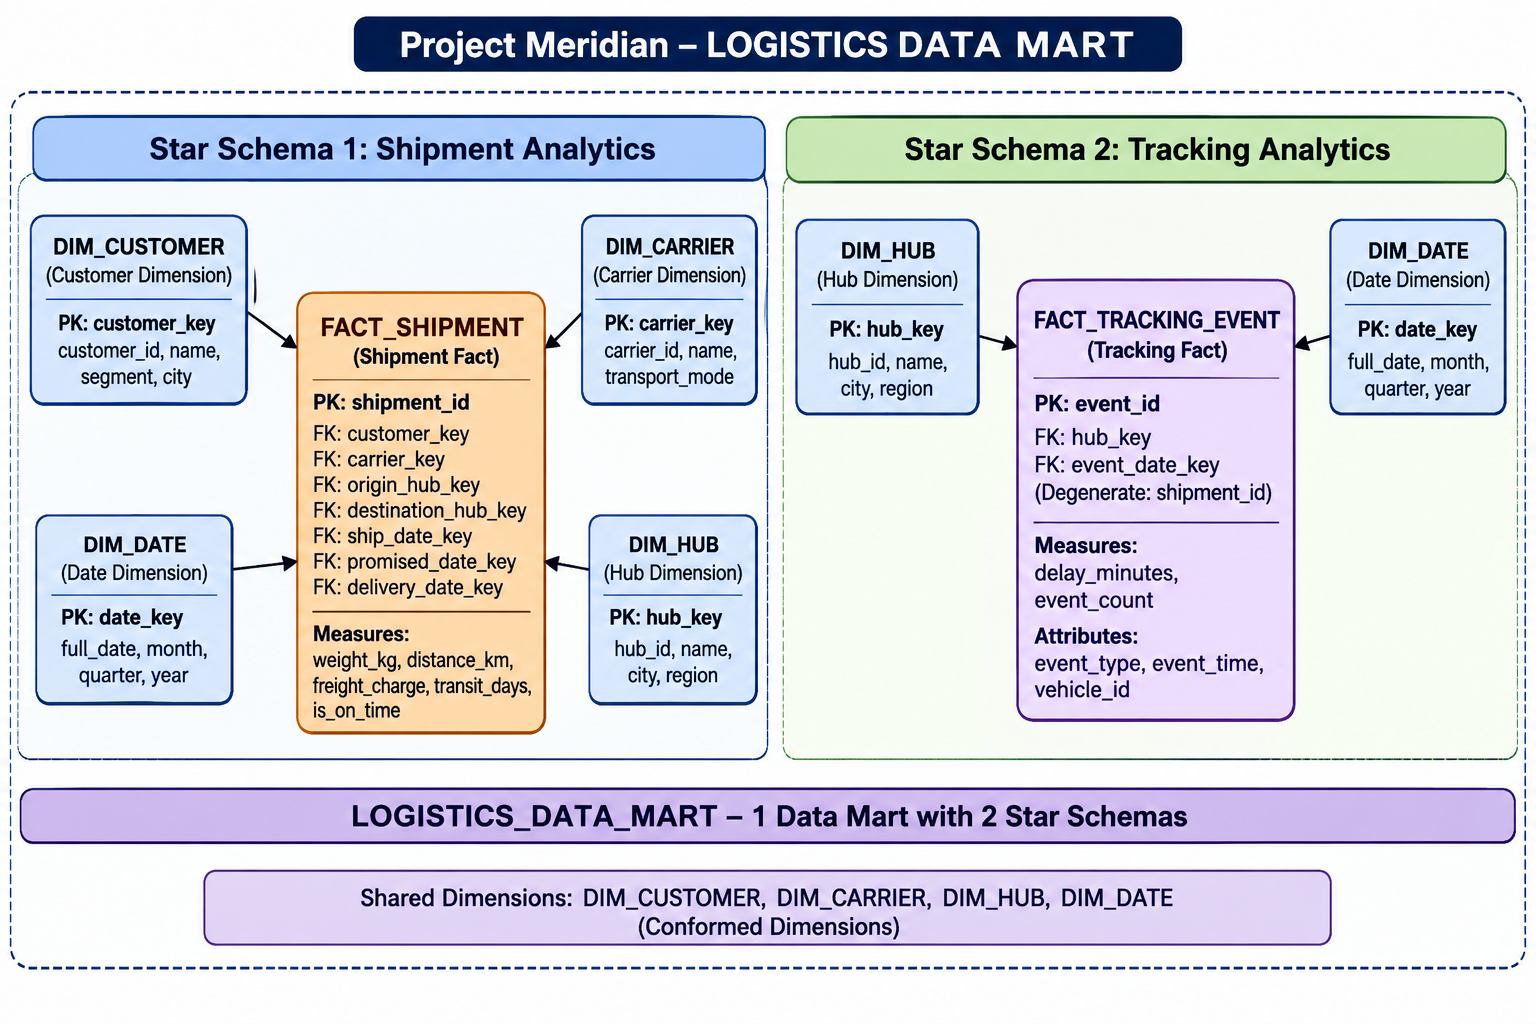 Project Meridian – LOGISTICS DATA MART
Star Schema 1: Shipment Analytics
DIM_CUSTOMER
(Customer Dimension)
PK: customer_key
customer_id, name,
segment, city
DIM_CARRIER
(Carrier Dimension)
PK: carrier_key
carrier_id, name,
transport_mode
FACT_SHIPMENT
(Shipment Fact)
PK: shipment_id
FK: customer_key
FK: carrier_key
FK: origin_hub_key
FK: destination_hub_key
FK: ship_date_key
FK: promised_date_key
FK: delivery_date_key
Measures:
weight_kg, distance_km,
freight_charge, transit_days,
is_on_time
DIM_DATE
(Date Dimension)
PK: date_key
full_date, month,
quarter, year
DIM_HUB
(Hub Dimension)
PK: hub_key
hub_id, name,
city, region
Star Schema 2: Tracking Analytics
DIM_HUB
(Hub Dimension)
PK: hub_key
hub_id, name,
city, region
FACT_TRACKING_EVENT
(Tracking Fact)
PK: event_id
FK: hub_key
FK: event_date_key
(Degenerate: shipment_id)
Measures:
delay_minutes,
event_count
Attributes:
event_type, event_time,
vehicle_id
DIM_DATE
(Date Dimension)
PK: date_key
full_date, month,
quarter, year
LOGISTICS_DATA_MART – 1 Data Mart with 2 Star Schemas
Shared Dimensions: DIM_CUSTOMER, DIM_CARRIER, DIM_HUB, DIM_DATE
(Conformed Dimensions)